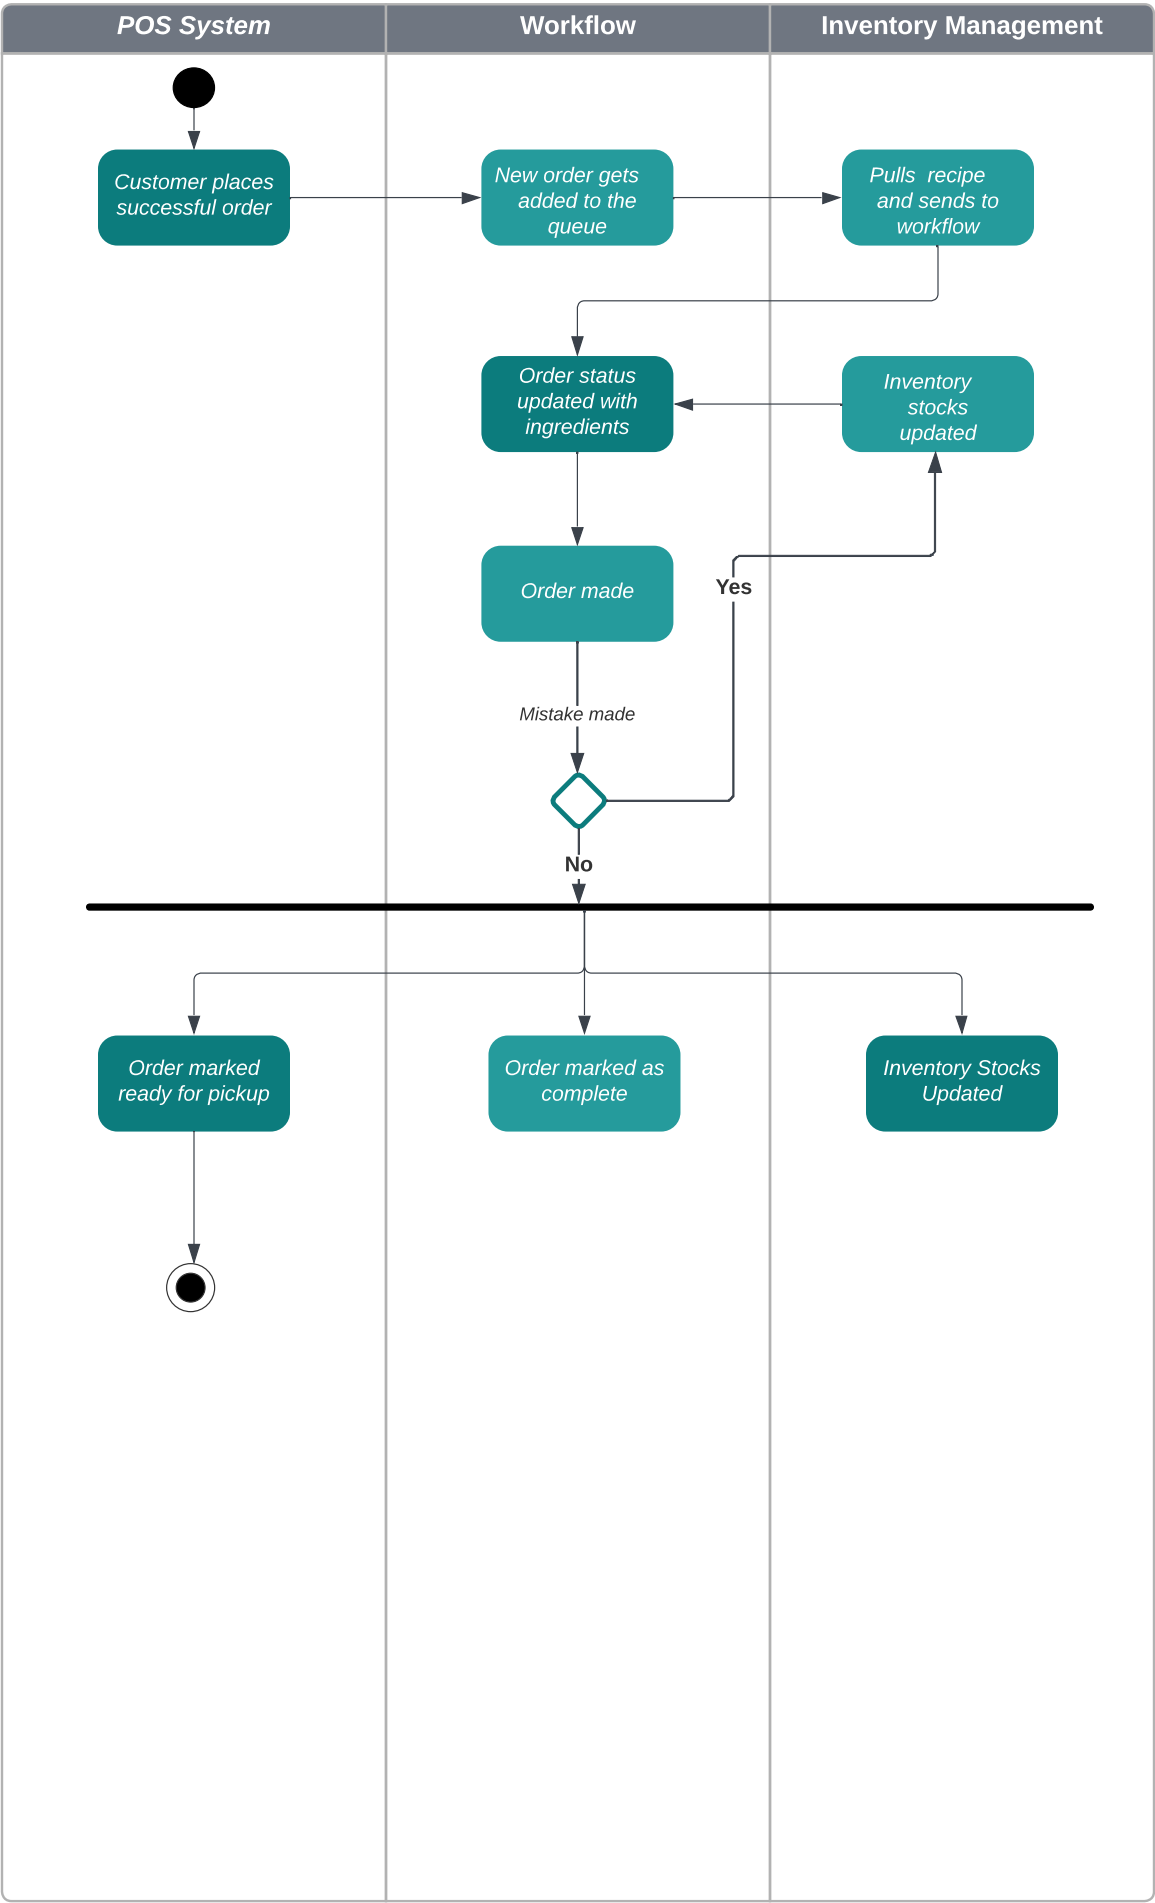 POS System
Workflow
Inventory Management
Customer places
successful order
New order gets
added to the
queue
Pulls recipe
and sends to
workflow
Order status
updated with
ingredients
Inventory
stocks
updated
Order made
Yes
Mistake made
No
Order marked
ready for pickup
Order marked as
complete
Inventory Stocks
Updated